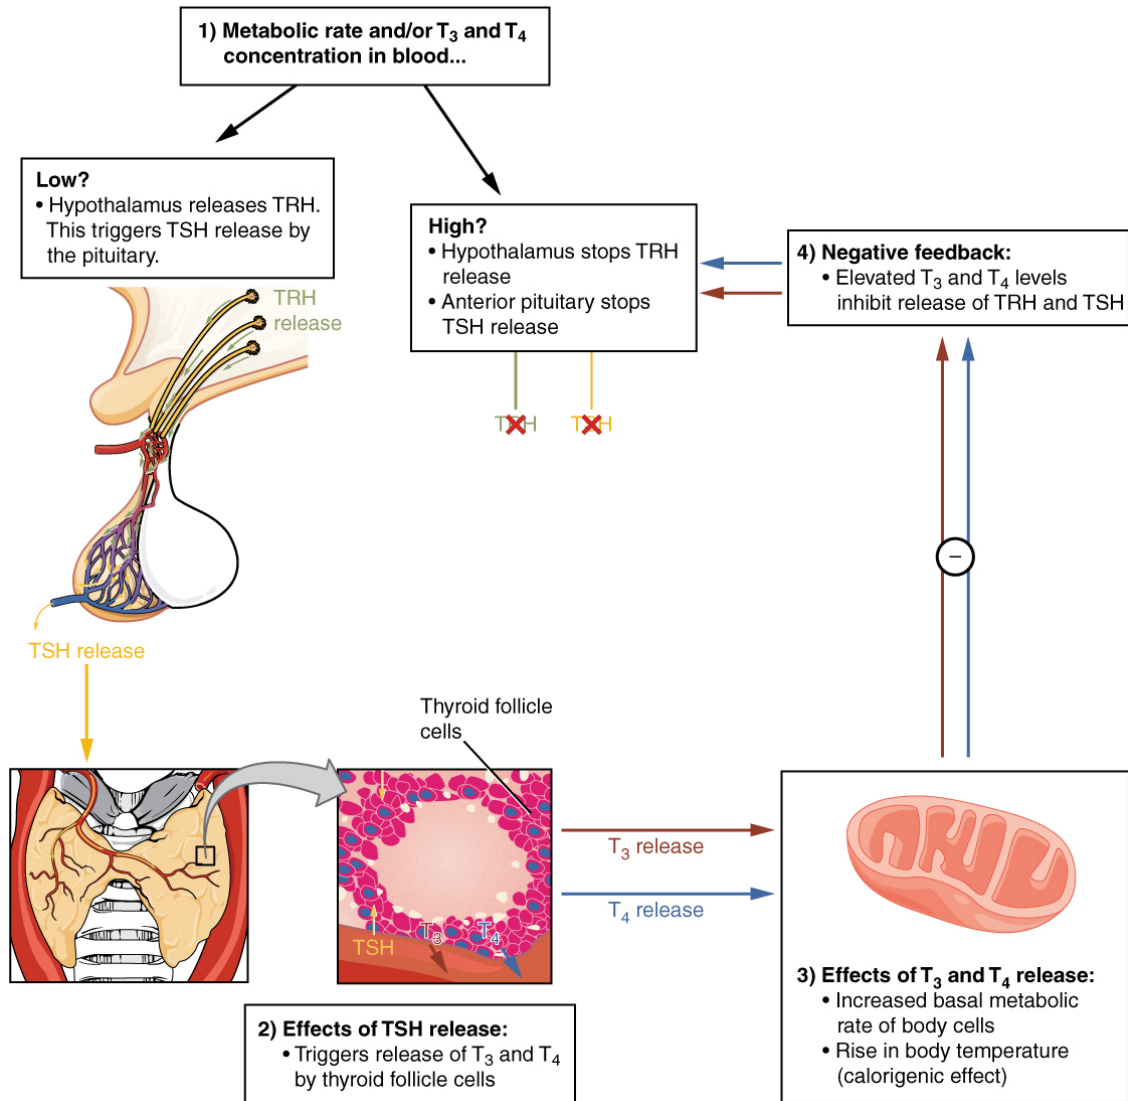 1) Metabolic rate and/or T3 and T4
concentration in blood...
Low?
• Hypothalamus releases TRH.
This triggers TSH release by
the pituitary.
High?
• Hypothalamus stops TRH
release
• Anterior pituitary stops
TSH release
4) Negative feedback:
• Elevated T3 and T4 levels
inhibit release of TRH and TSH
TRH
release
TRH
TSH
−
TSH release
Thyroid follicle
cells
T3 release
T4 release
TSH
T3
T4
2) Effects of TSH release:
• Triggers release of T3 and T4
by thyroid follicle cells
3) Effects of T3 and T4 release:
• Increased basal metabolic
rate of body cells
• Rise in body temperature
(calorigenic effect)